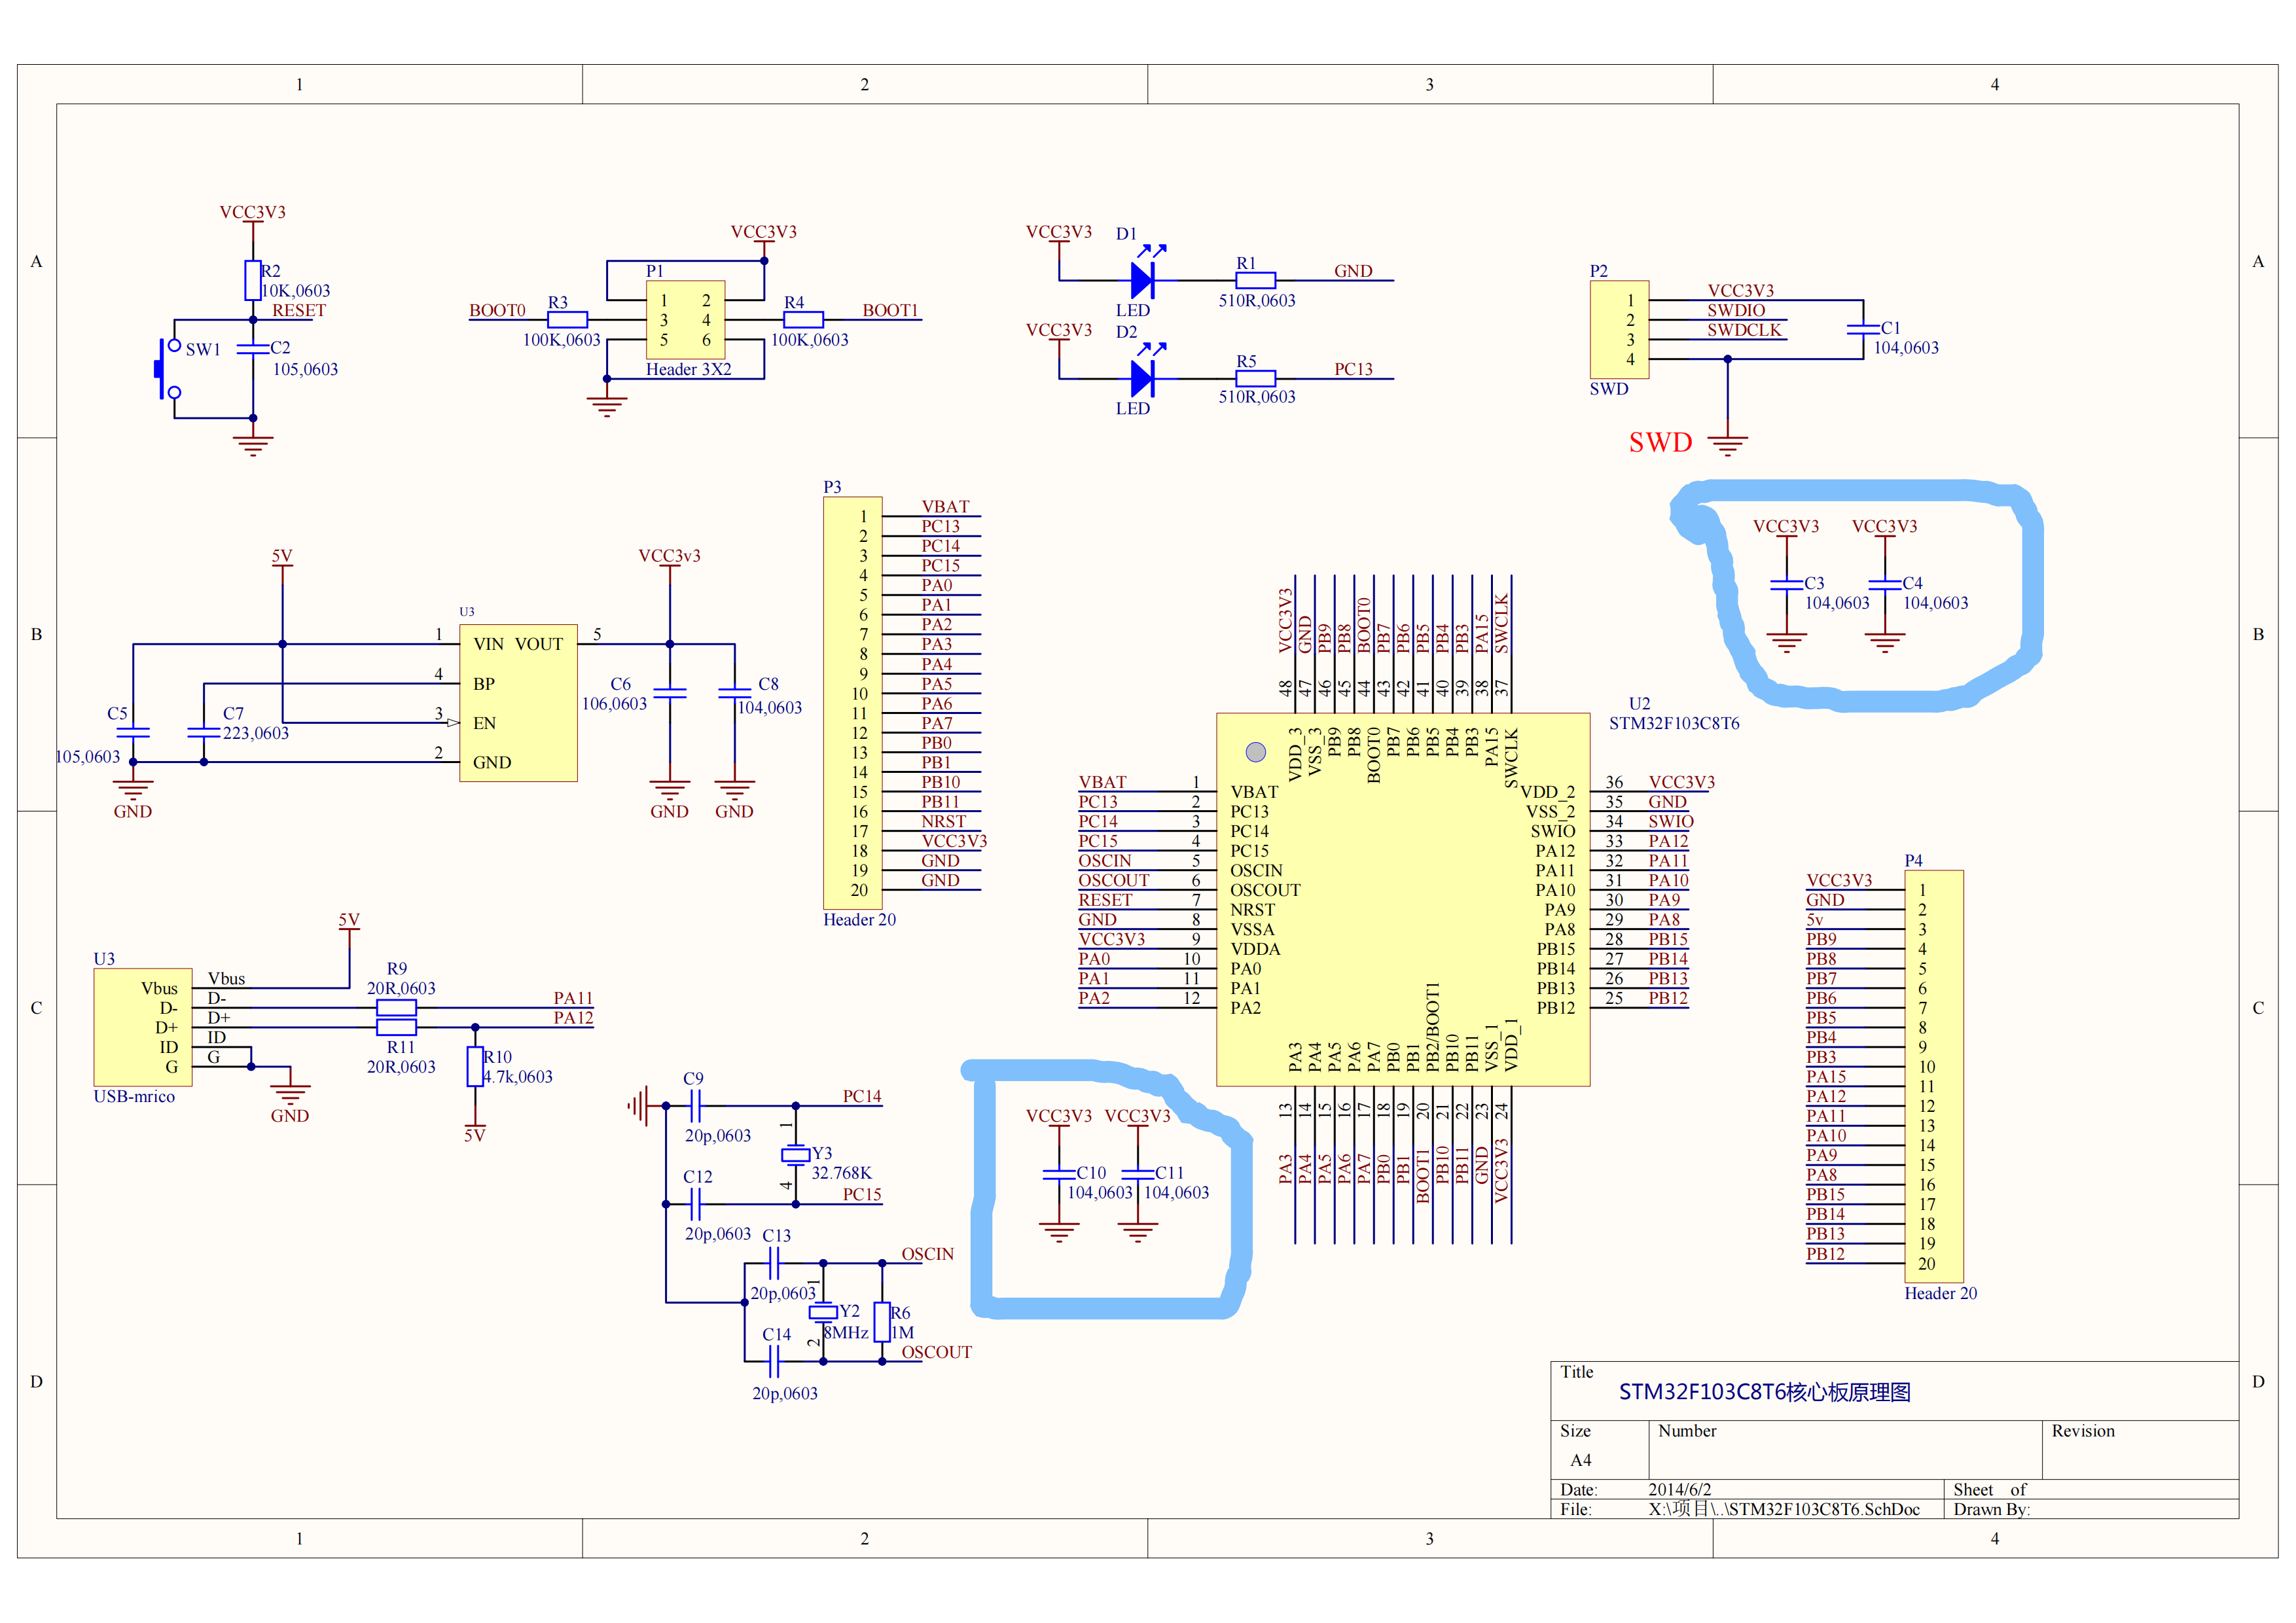 1
2
3
4
A
A
VCC3V3
R2
10K,0603
RESET
SW1
C2
105,0603
VCC3V3
P1
1
2
3
4
5
6
BOOT0
R3
100K,0603
R4
100K,0603
BOOT1
Header 3X2
VCC3V3
D1
LED
R1
510R,0603
GND
VCC3V3
D2
LED
R5
510R,0603
PC13
P2
1
2
3
4
VCC3V3
SWDIO
SWDCLK
C1
104,0603
SWD
SWD
B
B
5V
U3
1
VIN
VOUT
5
4
BP
3
EN
2
GND
C5
105,0603
C7
223,0603
GND
VCC3v3
C6
106,0603
C8
104,0603
GND
GND
P3
1 VBAT
2 PC13
3 PC14
4 PC15
5 PA0
6 PA1
7 PA2
8 PA3
9 PA4
10 PA5
11 PA6
12 PA7
13 PB0
14 PB1
15 PB10
16 PB11
17 NRST
18 VCC3V3
19 GND
20 GND
Header 20
VCC3V3
C3
104,0603
VCC3V3
C4
104,0603
U2
STM32F103C8T6
VCC3V3 48 VDD_3
GND 47 VSS_3
PB9 46 PB9
PB8 45 PB8
BOOT0 44 BOOT0
PB7 43 PB7
PB6 42 PB6
PB5 41 PB5
PB4 40 PB4
PB3 39 PB3
PA15 38 PA15
SWCLK 37 SWCLK
VBAT 1 VBAT
PC13 2 PC13
PC14 3 PC14
PC15 4 PC15
OSCIN 5 OSCIN
OSCOUT 6 OSCOUT
RESET 7 NRST
GND 8 VSSA
VCC3V3 9 VDDA
PA0 10 PA0
PA1 11 PA1
PA2 12 PA2
VDD_2 36 VCC3V3
VSS_2 35 GND
SWIO 34 SWIO
PA12 33 PA12
PA11 32 PA11
PA10 31 PA10
PA9 30 PA9
PA8 29 PA8
PB15 28 PB15
PB14 27 PB14
PB13 26 PB13
PB12 25 PB12
PA3 13 PA3
PA4 14 PA4
PA5 15 PA5
PA6 16 PA6
PA7 17 PA7
PB0 18 PB0
PB1 19 PB1
PB2/BOOT1 20 BOOT1
PB10 21 PB10
PB11 22 PB11
VSS_1 23 GND
VDD_1 24 VCC3V3
C
C
U3
Vbus Vbus
D- D-
D+ D+
ID ID
G G
USB-mrico
5V
R9
20R,0603
PA11
PA12
R11
20R,0603
R10
4.7k,0603
5V
GND
C9
20p,0603
PC14
1
Y3
32.768K
4
C12
20p,0603
PC15
C13
20p,0603
OSCIN
1
Y2
8MHz
2
R6
1M
C14
20p,0603
OSCOUT
VCC3V3
C10
104,0603
VCC3V3
C11
104,0603
P4
VCC3V3 1
GND 2
5v 3
PB9 4
PB8 5
PB7 6
PB6 7
PB5 8
PB4 9
PB3 10
PA15 11
PA12 12
PA11 13
PA10 14
PA9 15
PA8 16
PB15 17
PB14 18
PB13 19
PB12 20
Header 20
D
D
Title
STM32F103C8T6核心板原理图
Size
A4
Number
Revision
Date: 2014/6/2
Sheet of
File: X:\项目\..\STM32F103C8T6.SchDoc
Drawn By:
1
2
3
4